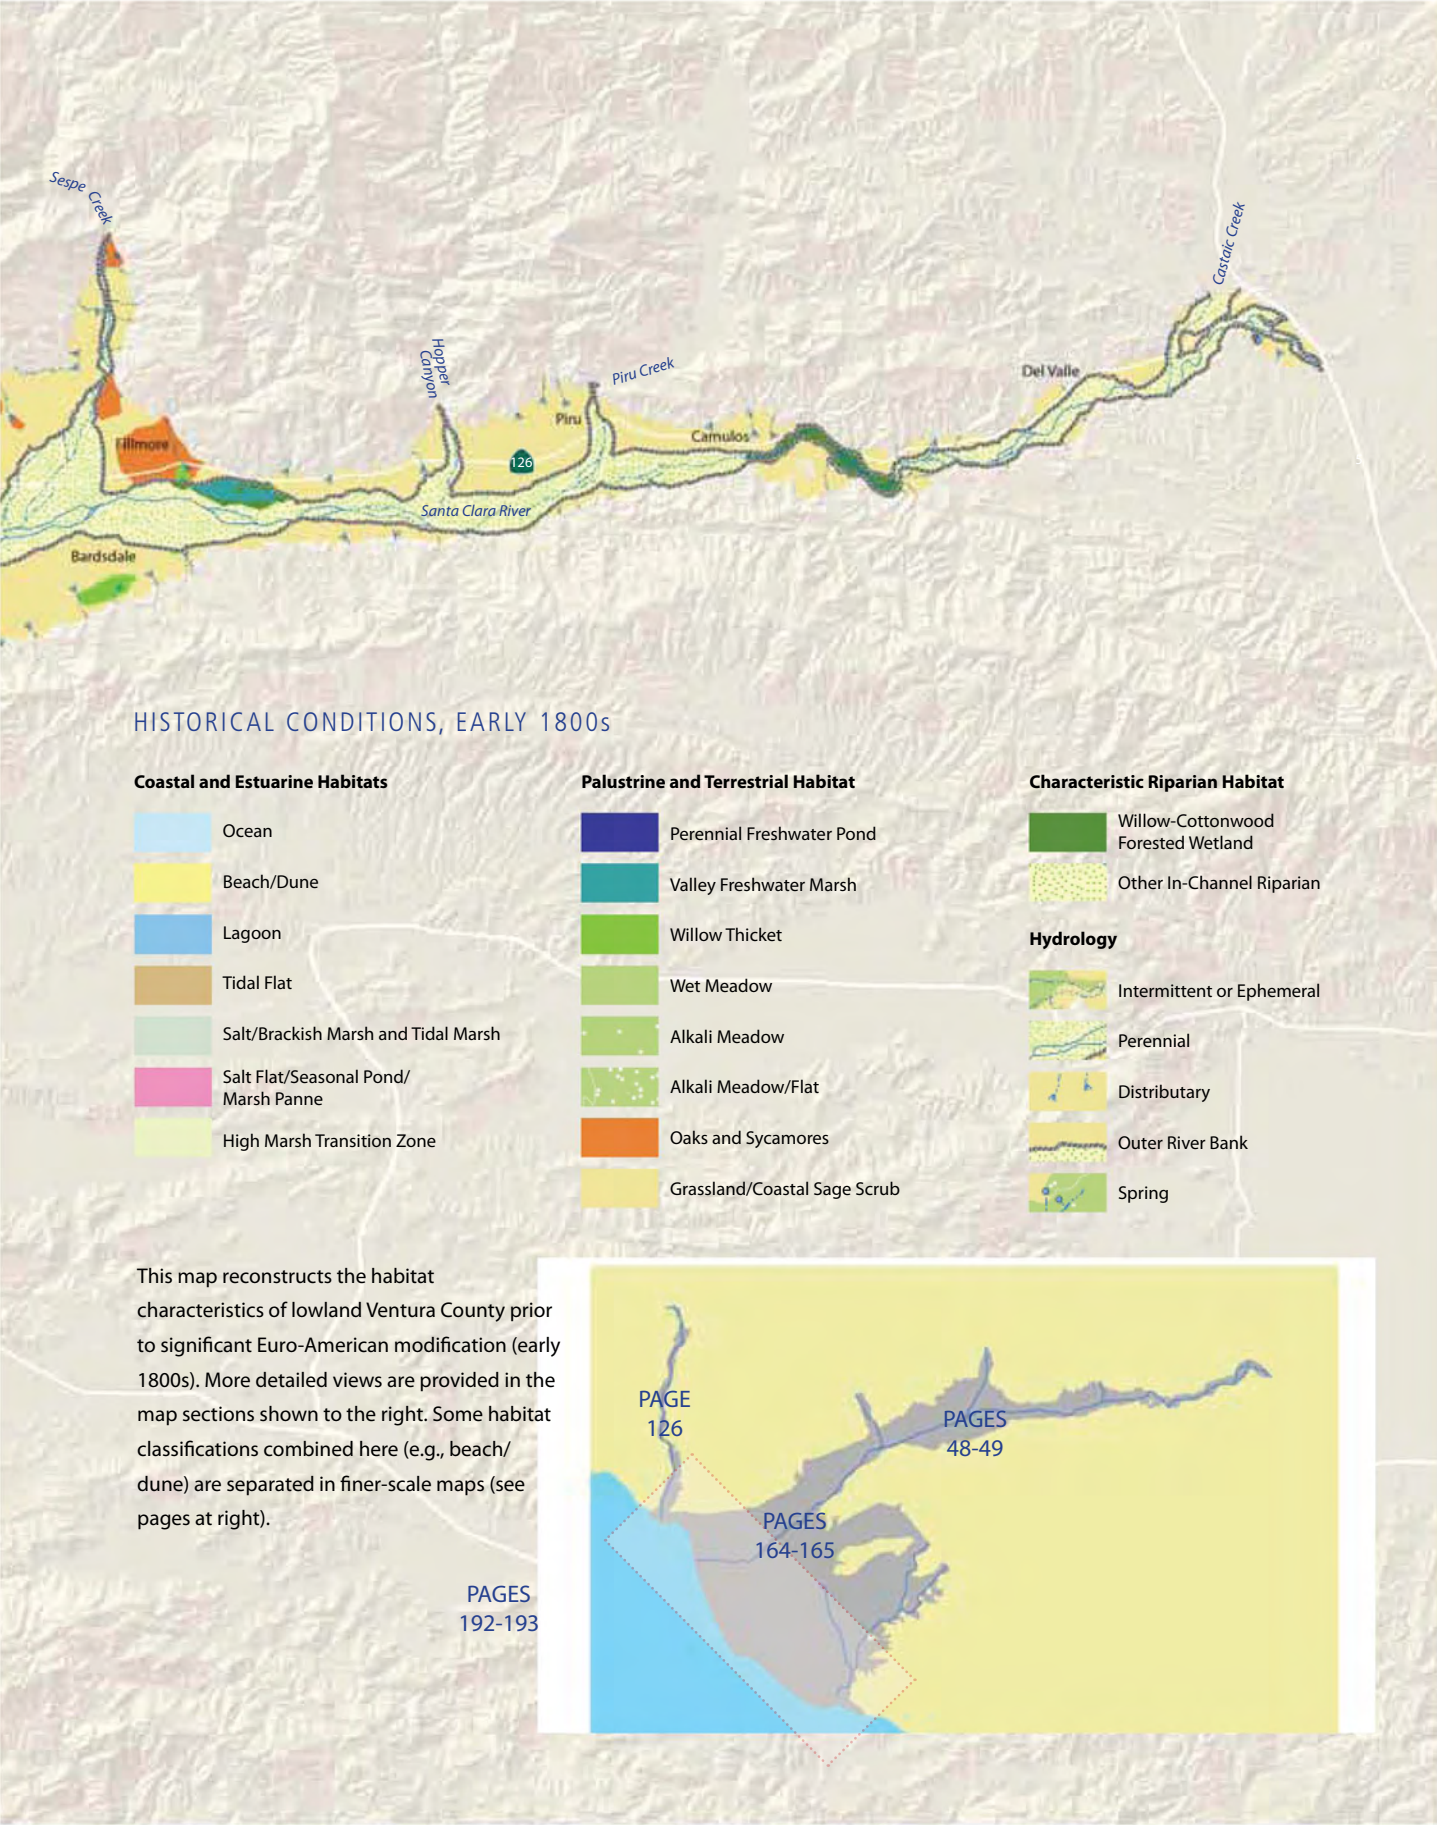 Sespe Creek
Castaic Creek
Hopper
Canyon
Piru Creek
Del Valle
Piru
Camulos
Fillmore
126
Santa Clara River
Bardsdale
HISTORICAL CONDITIONS, EARLY 1800s
Coastal and Estuarine Habitats
Ocean
Beach/Dune
Lagoon
Tidal Flat
Salt/Brackish Marsh and Tidal Marsh
Salt Flat/Seasonal Pond/
Marsh Panne
High Marsh Transition Zone
Palustrine and Terrestrial Habitat
Perennial Freshwater Pond
Valley Freshwater Marsh
Willow Thicket
Wet Meadow
Alkali Meadow
Alkali Meadow/Flat
Oaks and Sycamores
Grassland/Coastal Sage Scrub
Characteristic Riparian Habitat
Willow-Cottonwood
Forested Wetland
Other In-Channel Riparian
Hydrology
Intermittent or Ephemeral
Perennial
Distributary
Outer River Bank
Spring
This map reconstructs the habitat
characteristics of lowland Ventura County prior
to significant Euro-American modification (early
1800s). More detailed views are provided in the
map sections shown to the right. Some habitat
classifications combined here (e.g., beach/
dune) are separated in finer-scale maps (see
pages at right).
PAGE
126
PAGES
48-49
PAGES
164-165
PAGES
192-193